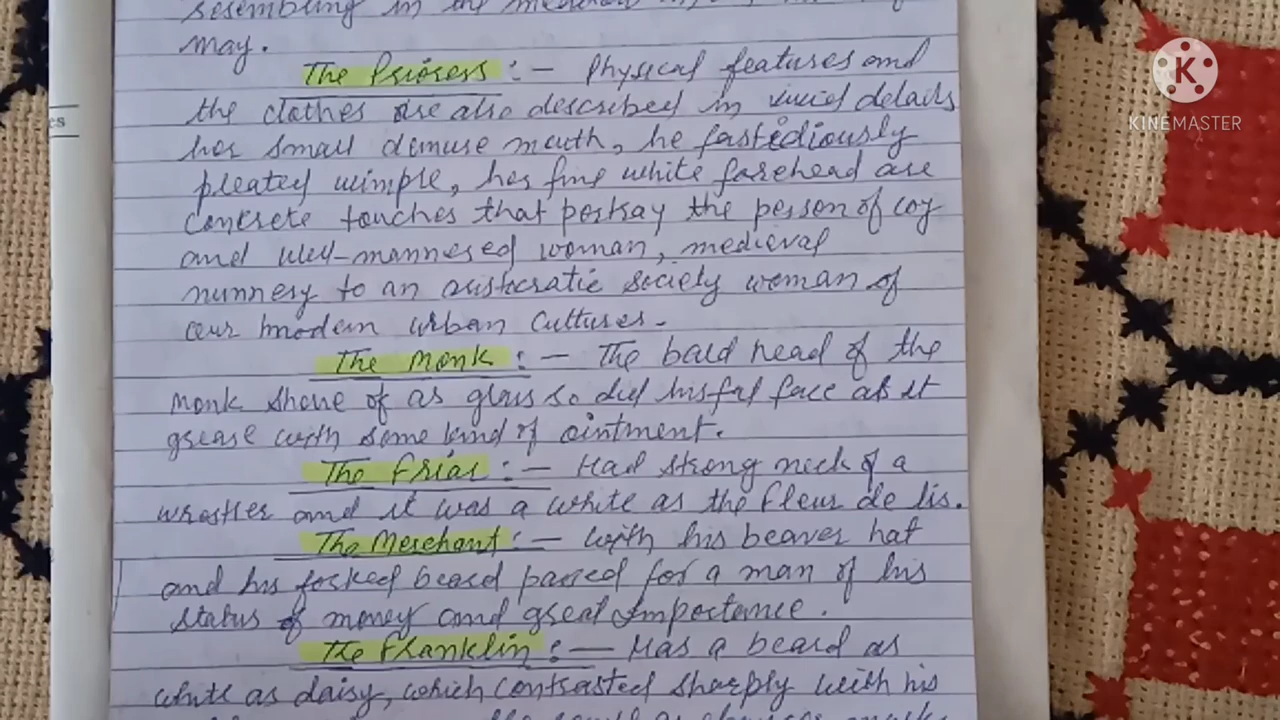 resembling in the
may.
The Prioress :- Physical features and
the clothes are also described in vivid details
her small demure mouth, he fastidiously
pleated wimple, her fine white forehead are
concrete touches that portray the person of coy
and well-mannered woman, medieval
nunnery to an aristocratic society woman of
our modern urban cultures.
The Monk :- The bald head of the
monk shone of as glass so did his fat face as it
grease with some kind of ointment.
The Friar :- Had strong neck of a
wrestler and it was a white as the fleur de lis.
The Merchant :- With his beaver hat
and his forked beard passed for a man of his
status of money and great importance.
The Franklin :- Has a beard as
white as daisy, which contrasted sharply with his
es
K
KINEMASTER